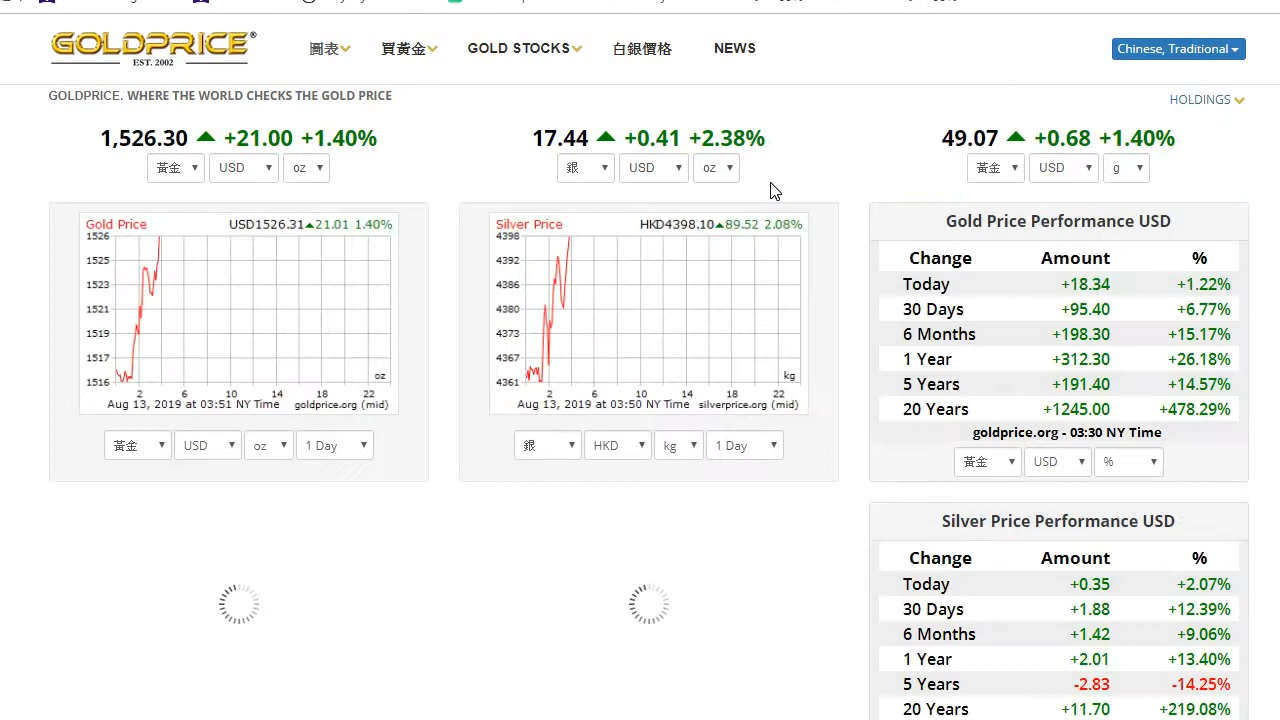 GOLDPRICE®
EST. 2002
圖表
買黃金
GOLD STOCKS
白銀價格
NEWS
Chinese, Traditional
GOLDPRICE. WHERE THE WORLD CHECKS THE GOLD PRICE
HOLDINGS
1,526.30 +21.00 +1.40%
黃金 USD oz
17.44 +0.41 +2.38%
銀 USD oz
49.07 +0.68 +1.40%
黃金 USD g
Gold Price USD1526.31▲21.01 1.40%
1526
1525
1523
1521
1519
1517
1516
oz
2 6 10 14 18 22
Aug 13, 2019 at 03:51 NY Time goldprice.org (mid)
黃金 USD oz 1 Day
Silver Price HKD4398.10▲89.52 2.08%
4398
4392
4386
4380
4373
4367
4361
kg
2 6 10 14 18 22
Aug 13, 2019 at 03:50 NY Time silverprice.org (mid)
銀 HKD kg 1 Day
Gold Price Performance USD
Change Amount %
Today +18.34 +1.22%
30 Days +95.40 +6.77%
6 Months +198.30 +15.17%
1 Year +312.30 +26.18%
5 Years +191.40 +14.57%
20 Years +1245.00 +478.29%
goldprice.org - 03:30 NY Time
黃金 USD %
Silver Price Performance USD
Change Amount %
Today +0.35 +2.07%
30 Days +1.88 +12.39%
6 Months +1.42 +9.06%
1 Year +2.01 +13.40%
5 Years -2.83 -14.25%
20 Years +11.70 +219.08%